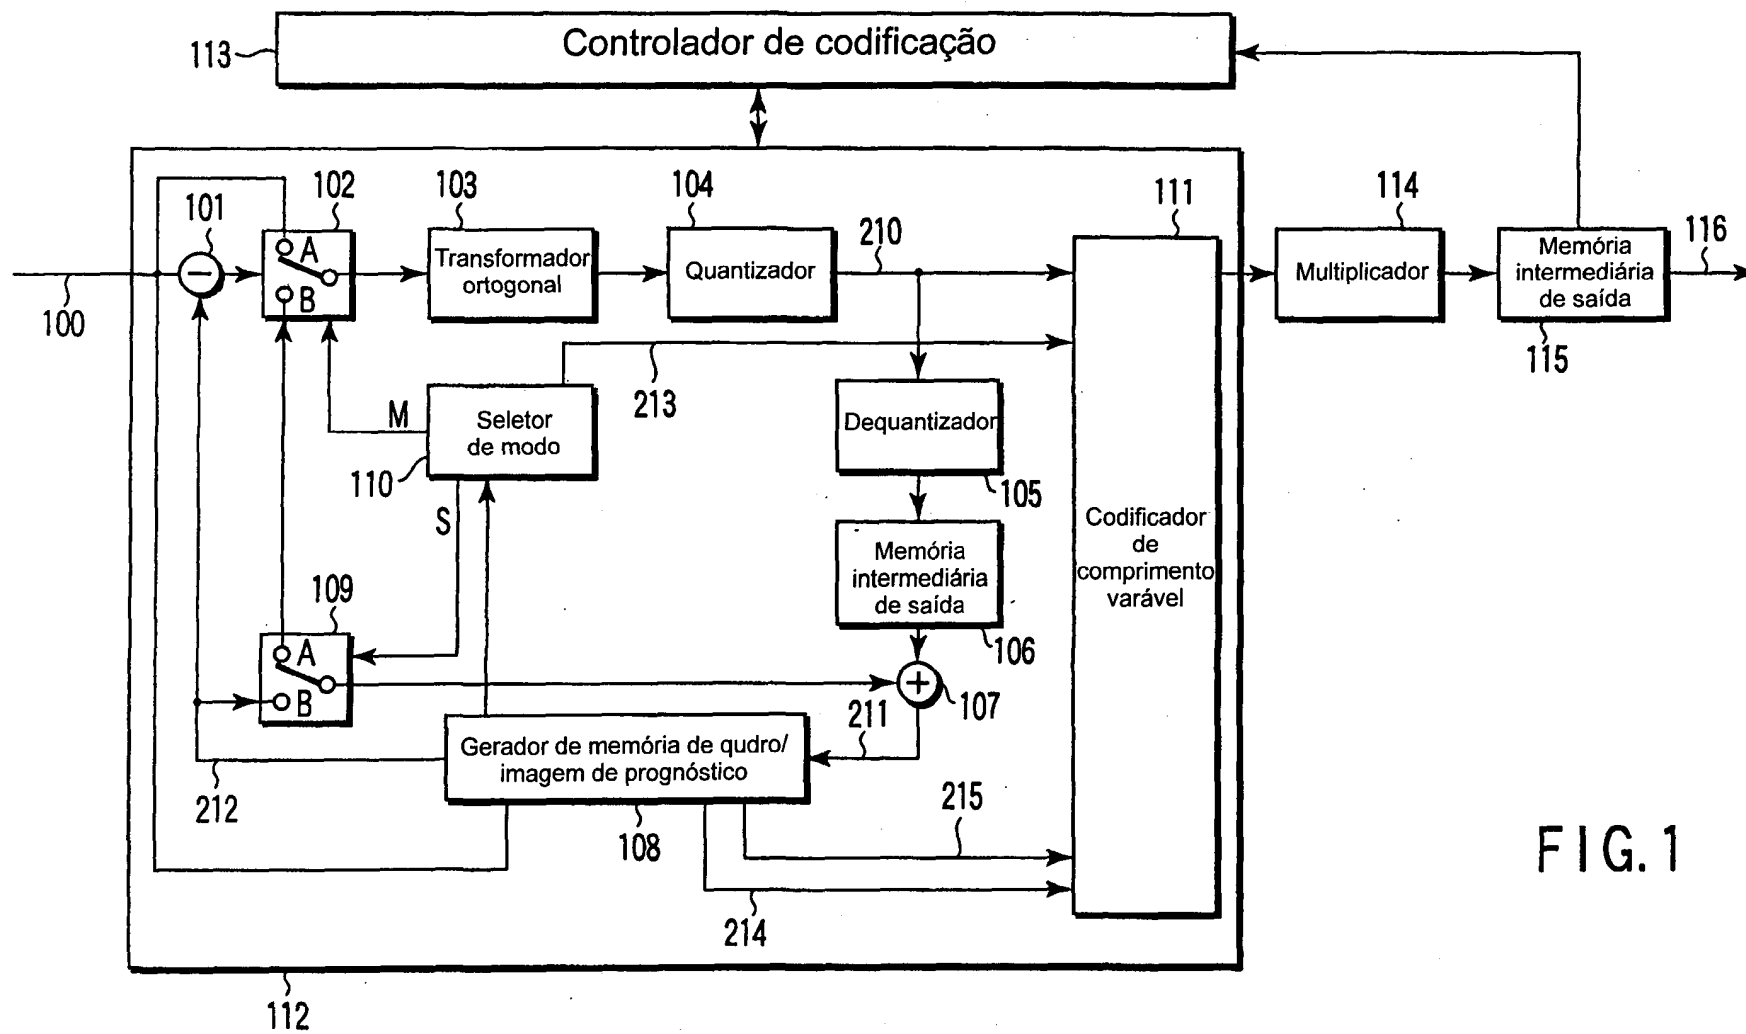 Controlador de codificação
113
102
103
104
111
114
101
210
116
A
B
Transformador
ortogonal
Quantizador
Multiplicador
Memória
intermediária
de saída
100
115
213
M
Seletor
de modo
Dequantizador
110
105
S
Codificador
de
comprimento
varável
Memória
intermediária
de saída
109
106
A
B
107
211
Gerador de memória de qudro/
imagem de prognóstico
212
215
108
214
112
FIG. 1